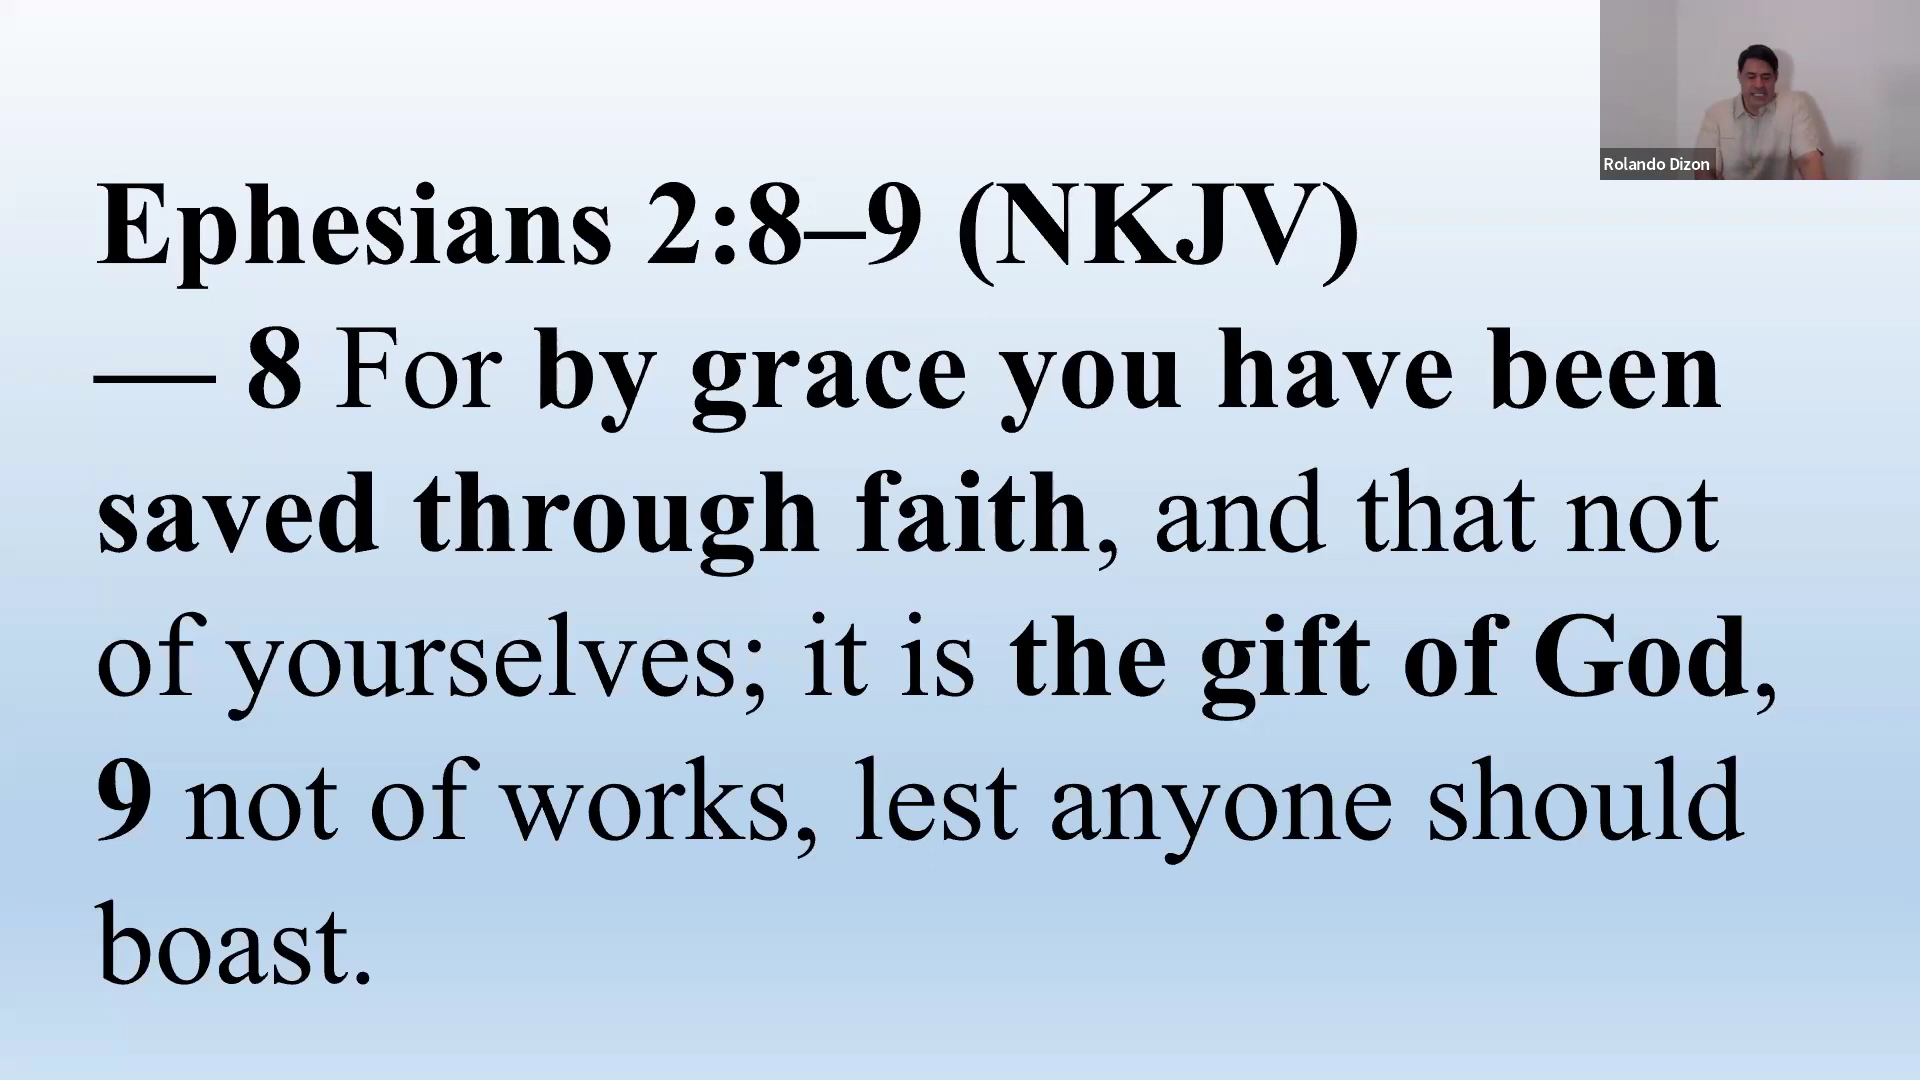 Rolando Dizon
Ephesians 2:8–9 (NKJV)
— 8 For by grace you have been
saved through faith, and that not
of yourselves; it is the gift of God,
9 not of works, lest anyone should
boast.